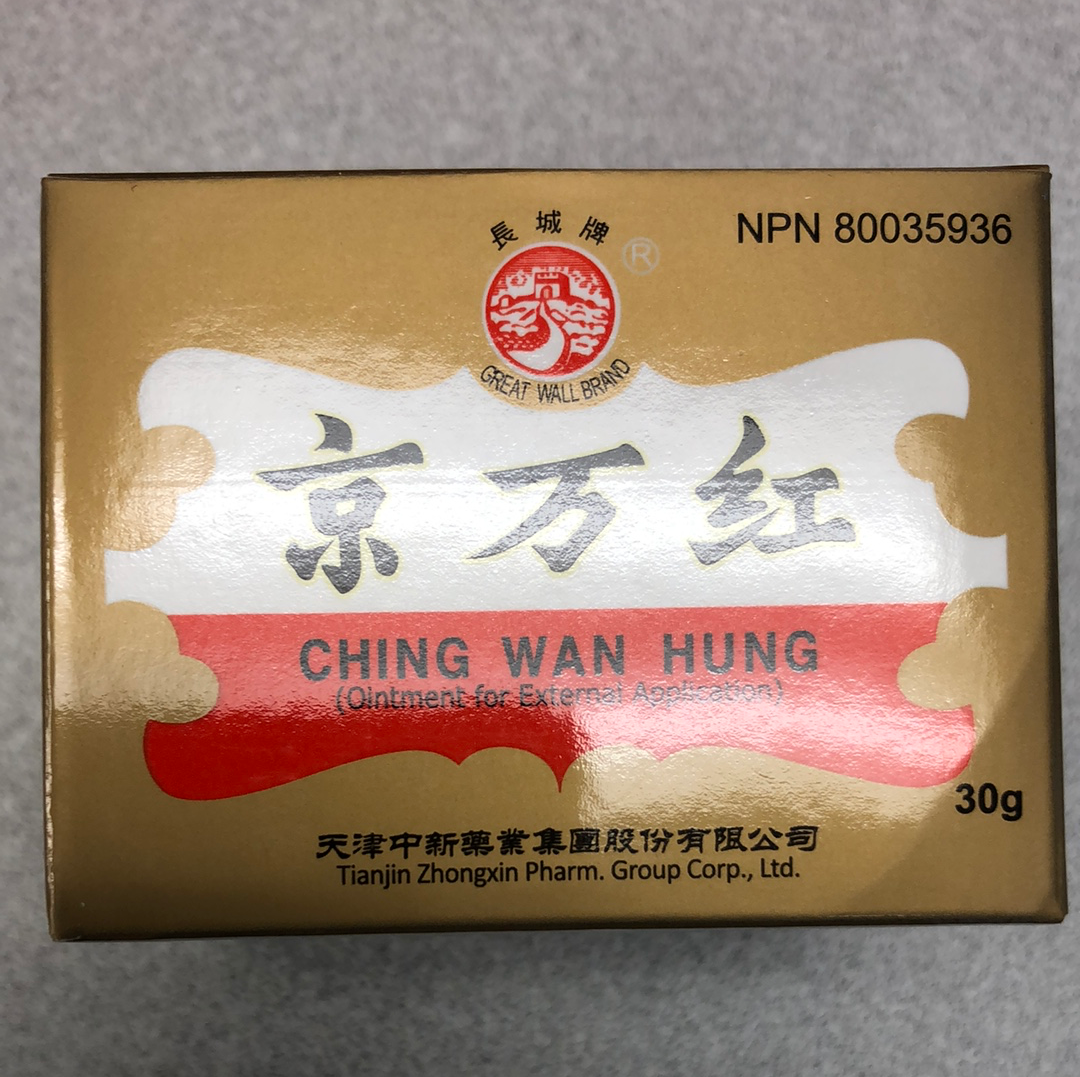 NPN 80035936
長城牌
®
GREAT WALL BRAND
京万红
CHING WAN HUNG
(Ointment for External Application)
30g
天津中新藥業集團股份有限公司
Tianjin Zhongxin Pharm. Group Corp., Ltd.